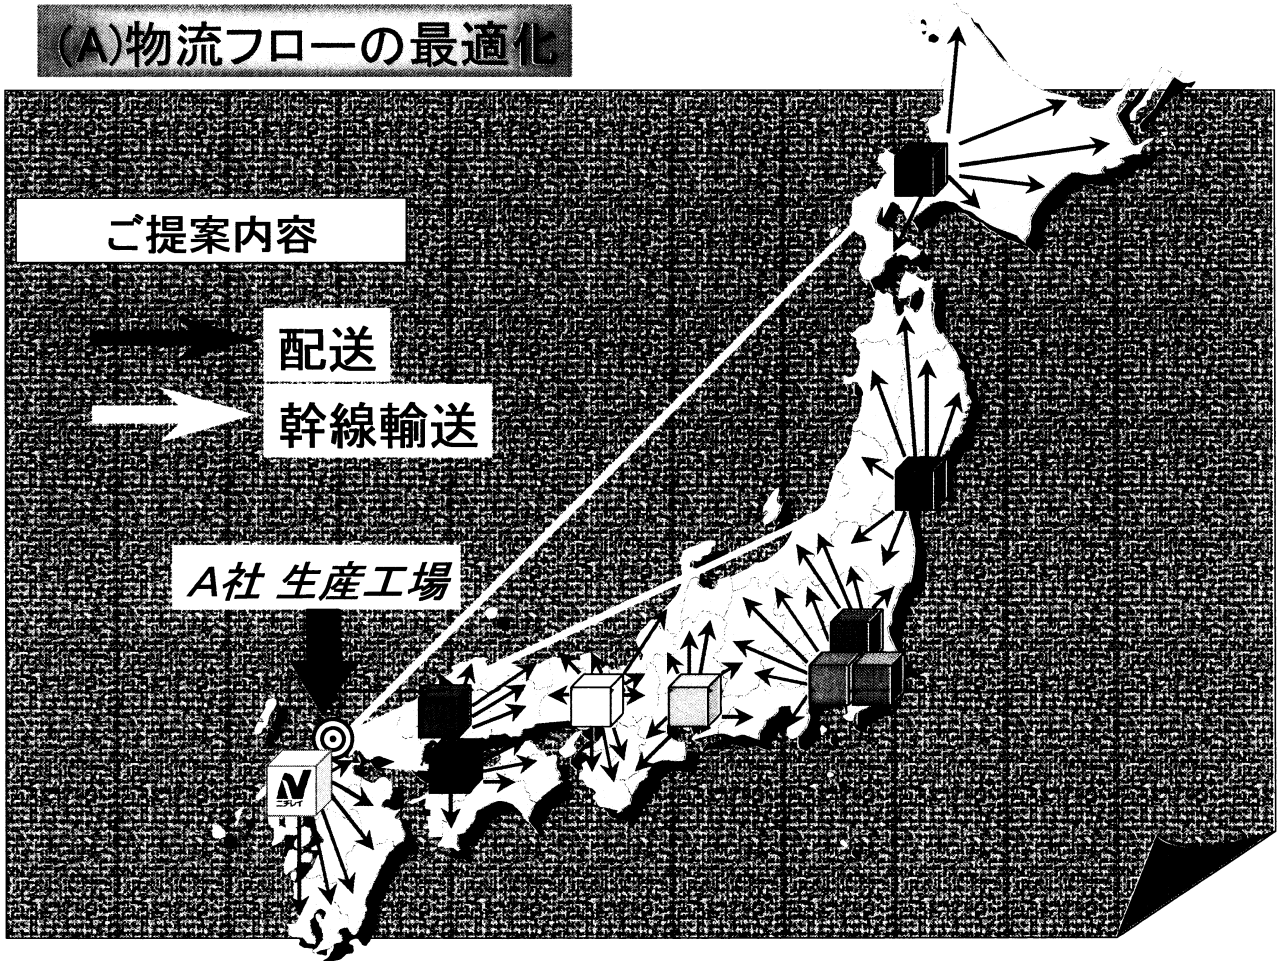 (A)物流フローの最適化
ご提案内容
配送
幹線輸送
A社 生産工場
N
ニチレイ